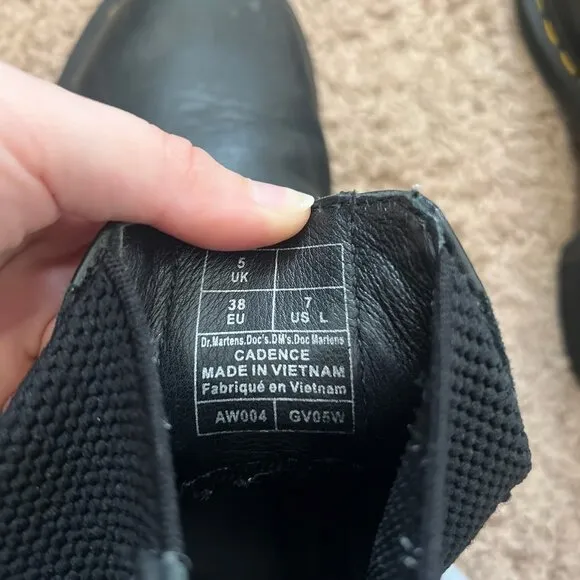 5
UK
38 7
EU US L
Dr.Martens.Doc's.DM's.Doc Martens
CADENCE
MADE IN VIETNAM
Fabriqué en Vietnam
AW004 GV05W